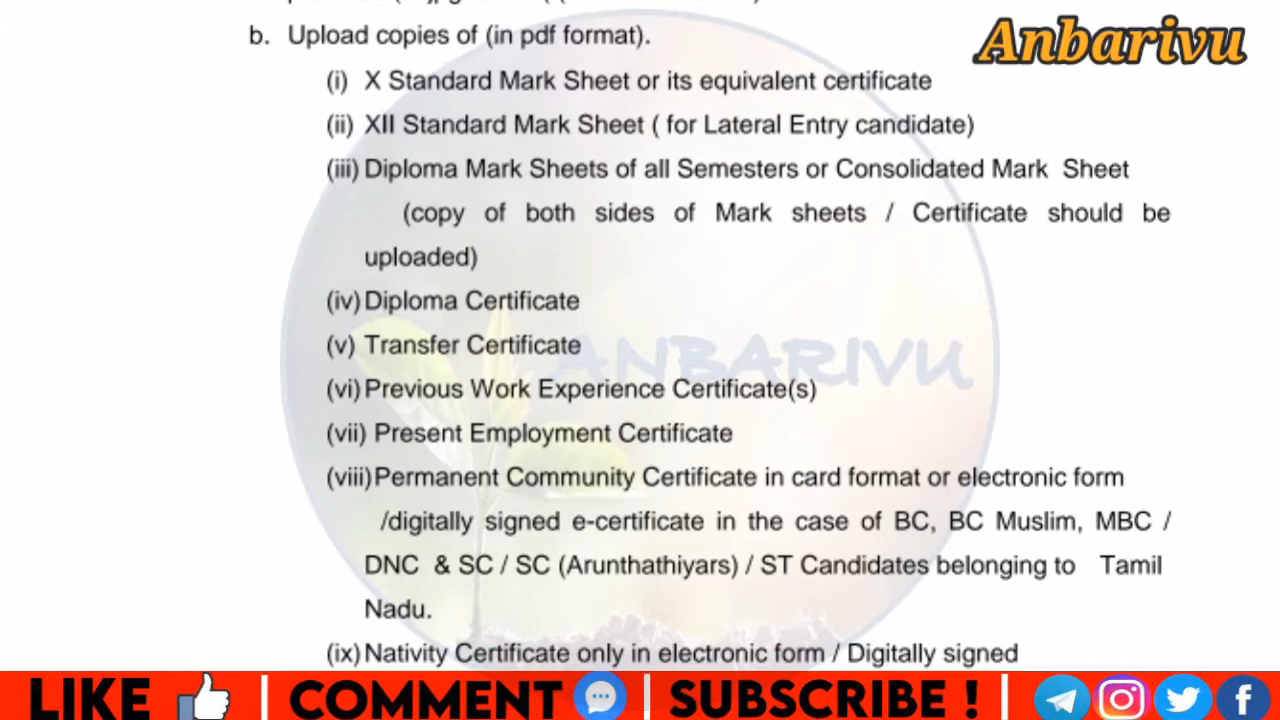 b. Upload copies of (in pdf format).
Anbarivu
(i) X Standard Mark Sheet or its equivalent certificate
(ii) XII Standard Mark Sheet ( for Lateral Entry candidate)
(iii) Diploma Mark Sheets of all Semesters or Consolidated Mark Sheet
(copy of both sides of Mark sheets / Certificate should be
uploaded)
(iv) Diploma Certificate
(v) Transfer Certificate
ANBARIVU
(vi) Previous Work Experience Certificate(s)
(vii) Present Employment Certificate
(viii) Permanent Community Certificate in card format or electronic form
/digitally signed e-certificate in the case of BC, BC Muslim, MBC /
DNC & SC / SC (Arunthathiyars) / ST Candidates belonging to Tamil
Nadu.
(ix) Nativity Certificate only in electronic form / Digitally signed
LIKE | COMMENT | SUBSCRIBE ! |